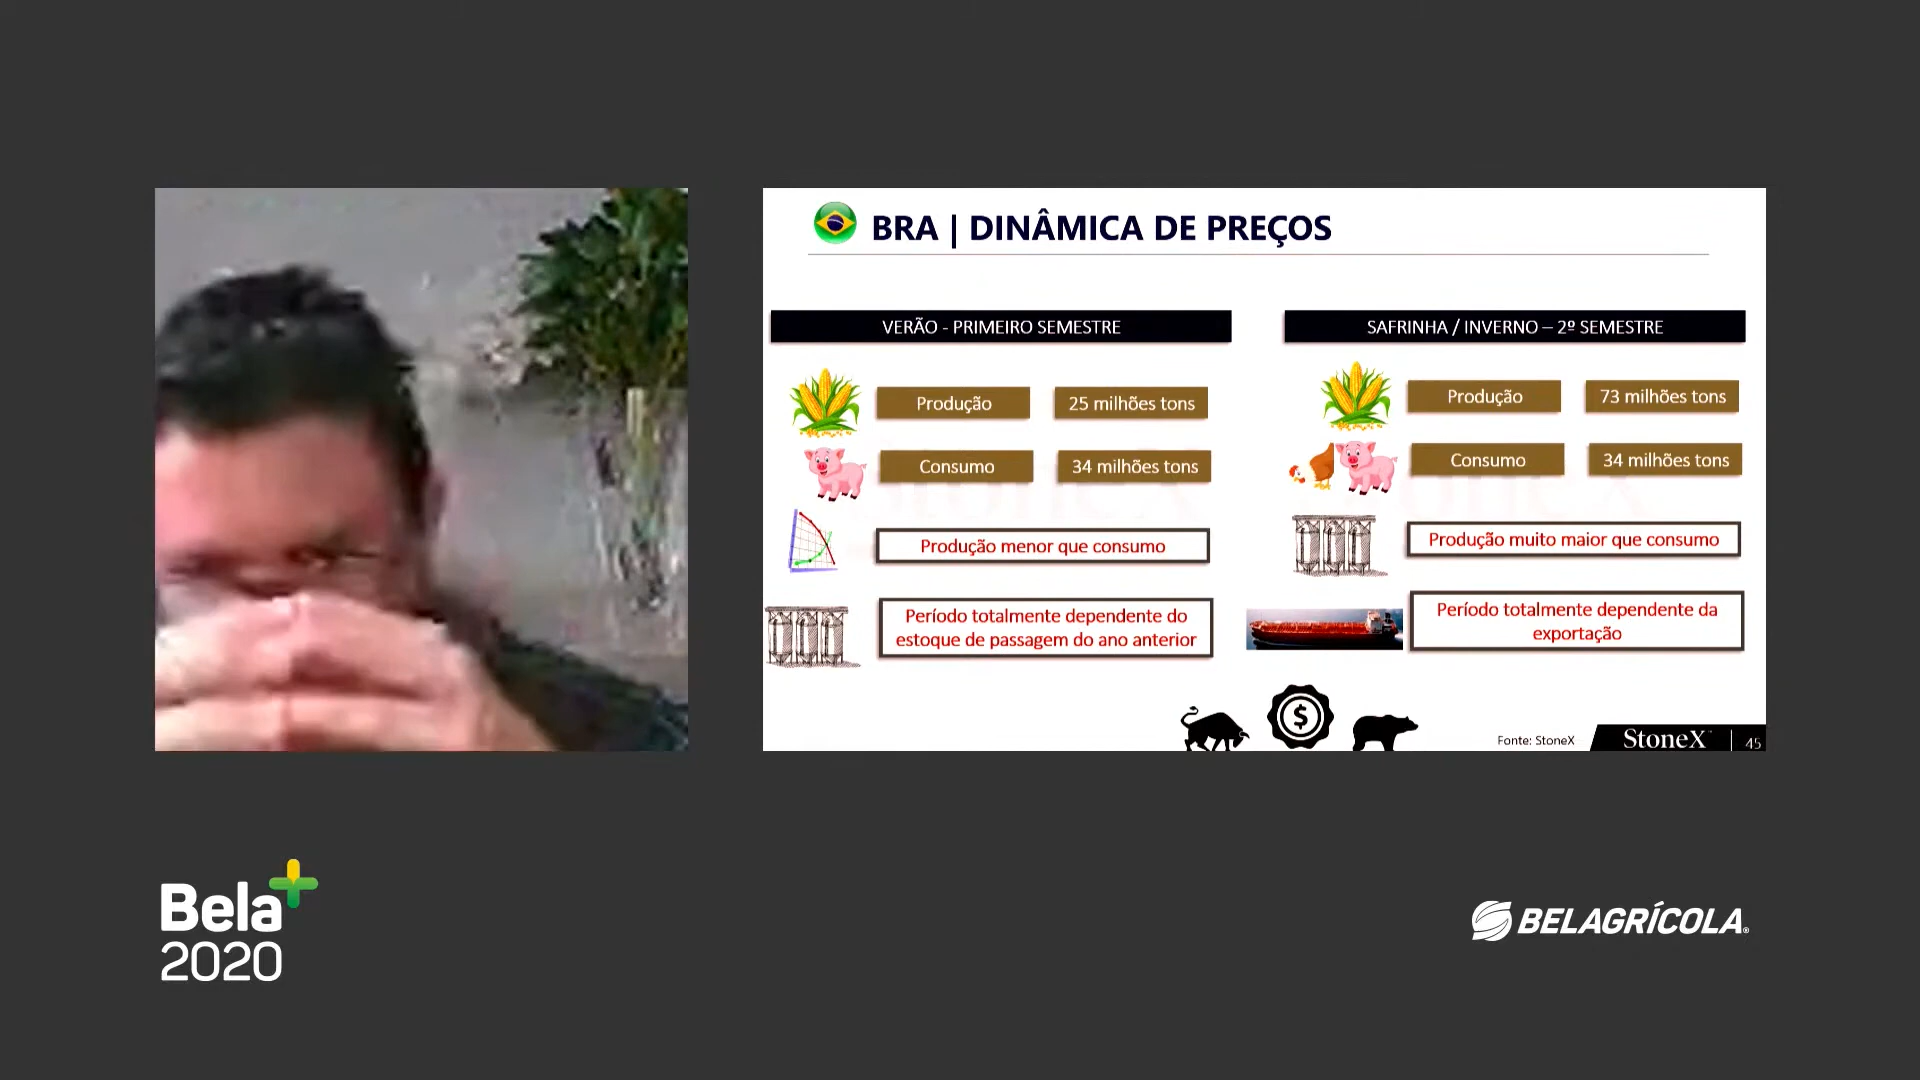 BRA | DINÂMICA DE PREÇOS
VERÃO - PRIMEIRO SEMESTRE
Produção
25 milhões tons
Consumo
34 milhões tons
Produção menor que consumo
Período totalmente dependente do
estoque de passagem do ano anterior
SAFRINHA / INVERNO – 2º SEMESTRE
Produção
73 milhões tons
Consumo
34 milhões tons
Produção muito maior que consumo
Período totalmente dependente da
exportação
$
Fonte: StoneX
StoneX
45
Bela+
2020
BELAGRÍCOLA